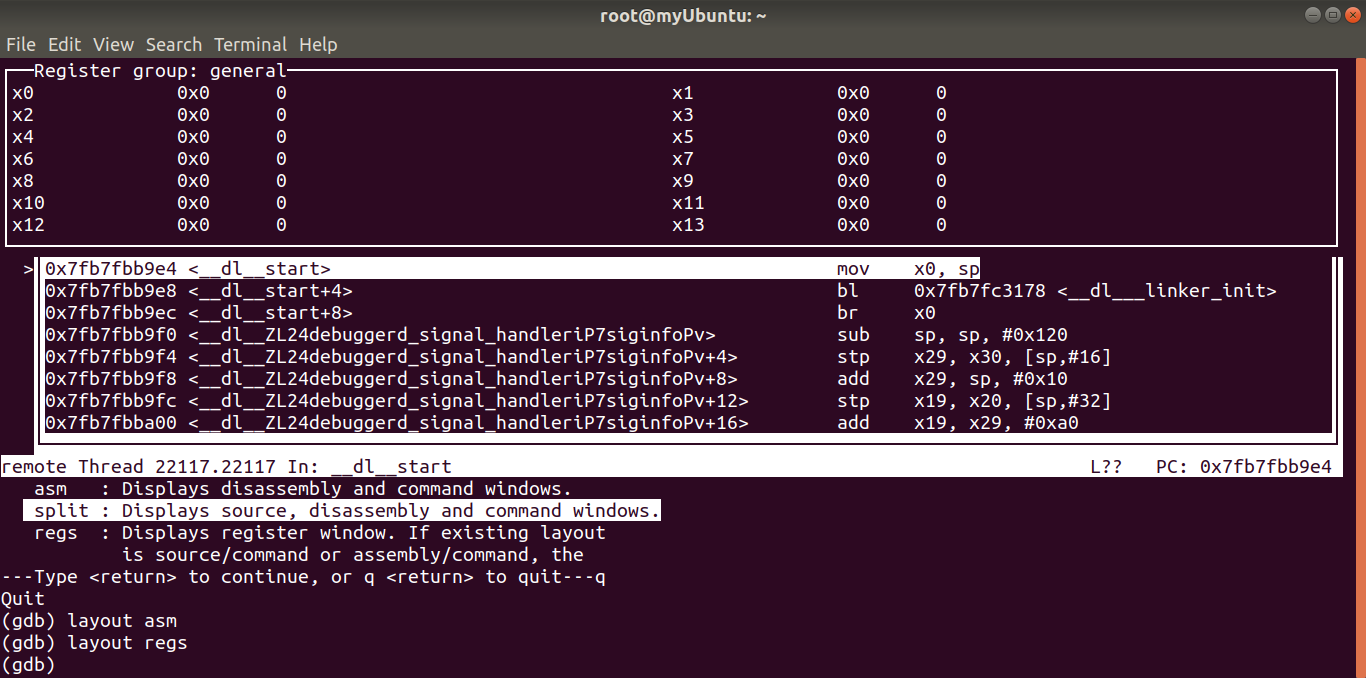 root@myUbuntu: ~
File Edit View Search Terminal Help
Register group: general
x0 0x0 0 x1 0x0 0
x2 0x0 0 x3 0x0 0
x4 0x0 0 x5 0x0 0
x6 0x0 0 x7 0x0 0
x8 0x0 0 x9 0x0 0
x10 0x0 0 x11 0x0 0
x12 0x0 0 x13 0x0 0
>0x7fb7fbb9e4 <__dl__start> mov x0, sp
0x7fb7fbb9e8 <__dl__start+4> bl 0x7fb7fc3178 <__dl___linker_init>
0x7fb7fbb9ec <__dl__start+8> br x0
0x7fb7fbb9f0 <__dl__ZL24debuggerd_signal_handleriP7siginfoPv> sub sp, sp, #0x120
0x7fb7fbb9f4 <__dl__ZL24debuggerd_signal_handleriP7siginfoPv+4> stp x29, x30, [sp,#16]
0x7fb7fbb9f8 <__dl__ZL24debuggerd_signal_handleriP7siginfoPv+8> add x29, sp, #0x10
0x7fb7fbb9fc <__dl__ZL24debuggerd_signal_handleriP7siginfoPv+12> stp x19, x20, [sp,#32]
0x7fb7fbba00 <__dl__ZL24debuggerd_signal_handleriP7siginfoPv+16> add x19, x29, #0xa0
remote Thread 22117.22117 In: __dl__start L?? PC: 0x7fb7fbb9e4
asm : Displays disassembly and command windows.
split : Displays source, disassembly and command windows.
regs : Displays register window. If existing layout
is source/command or assembly/command, the
---Type <return> to continue, or q <return> to quit---q
Quit
(gdb) layout asm
(gdb) layout regs
(gdb)